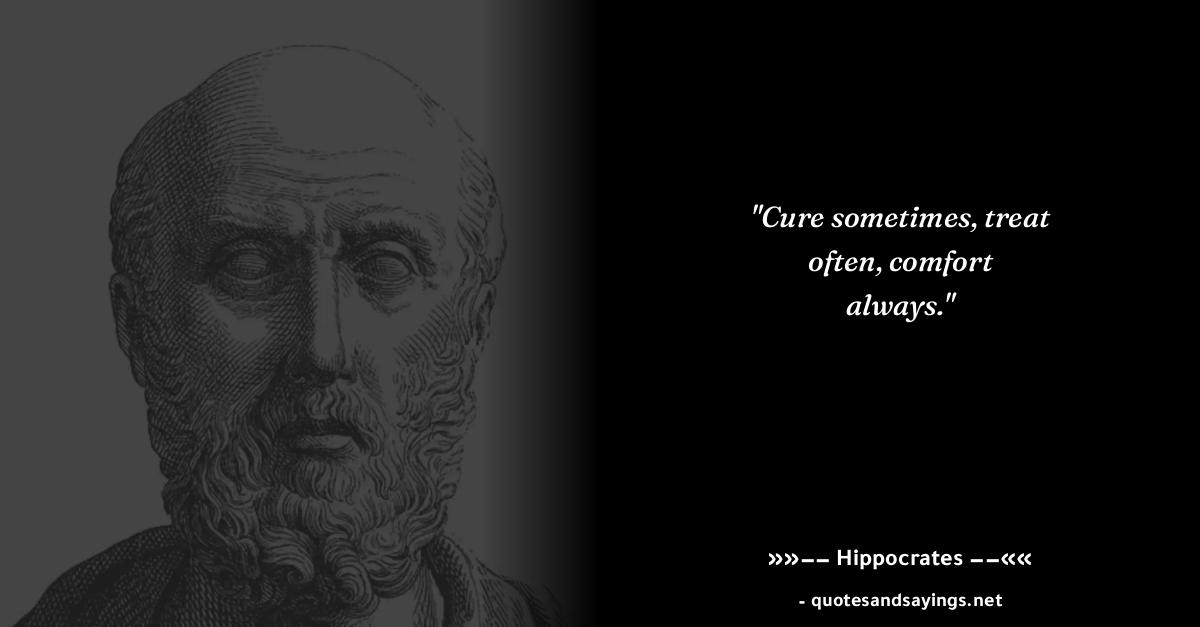 "Cure sometimes, treat
often, comfort
always."
»»−− Hippocrates −−««
- quotesandsayings.net